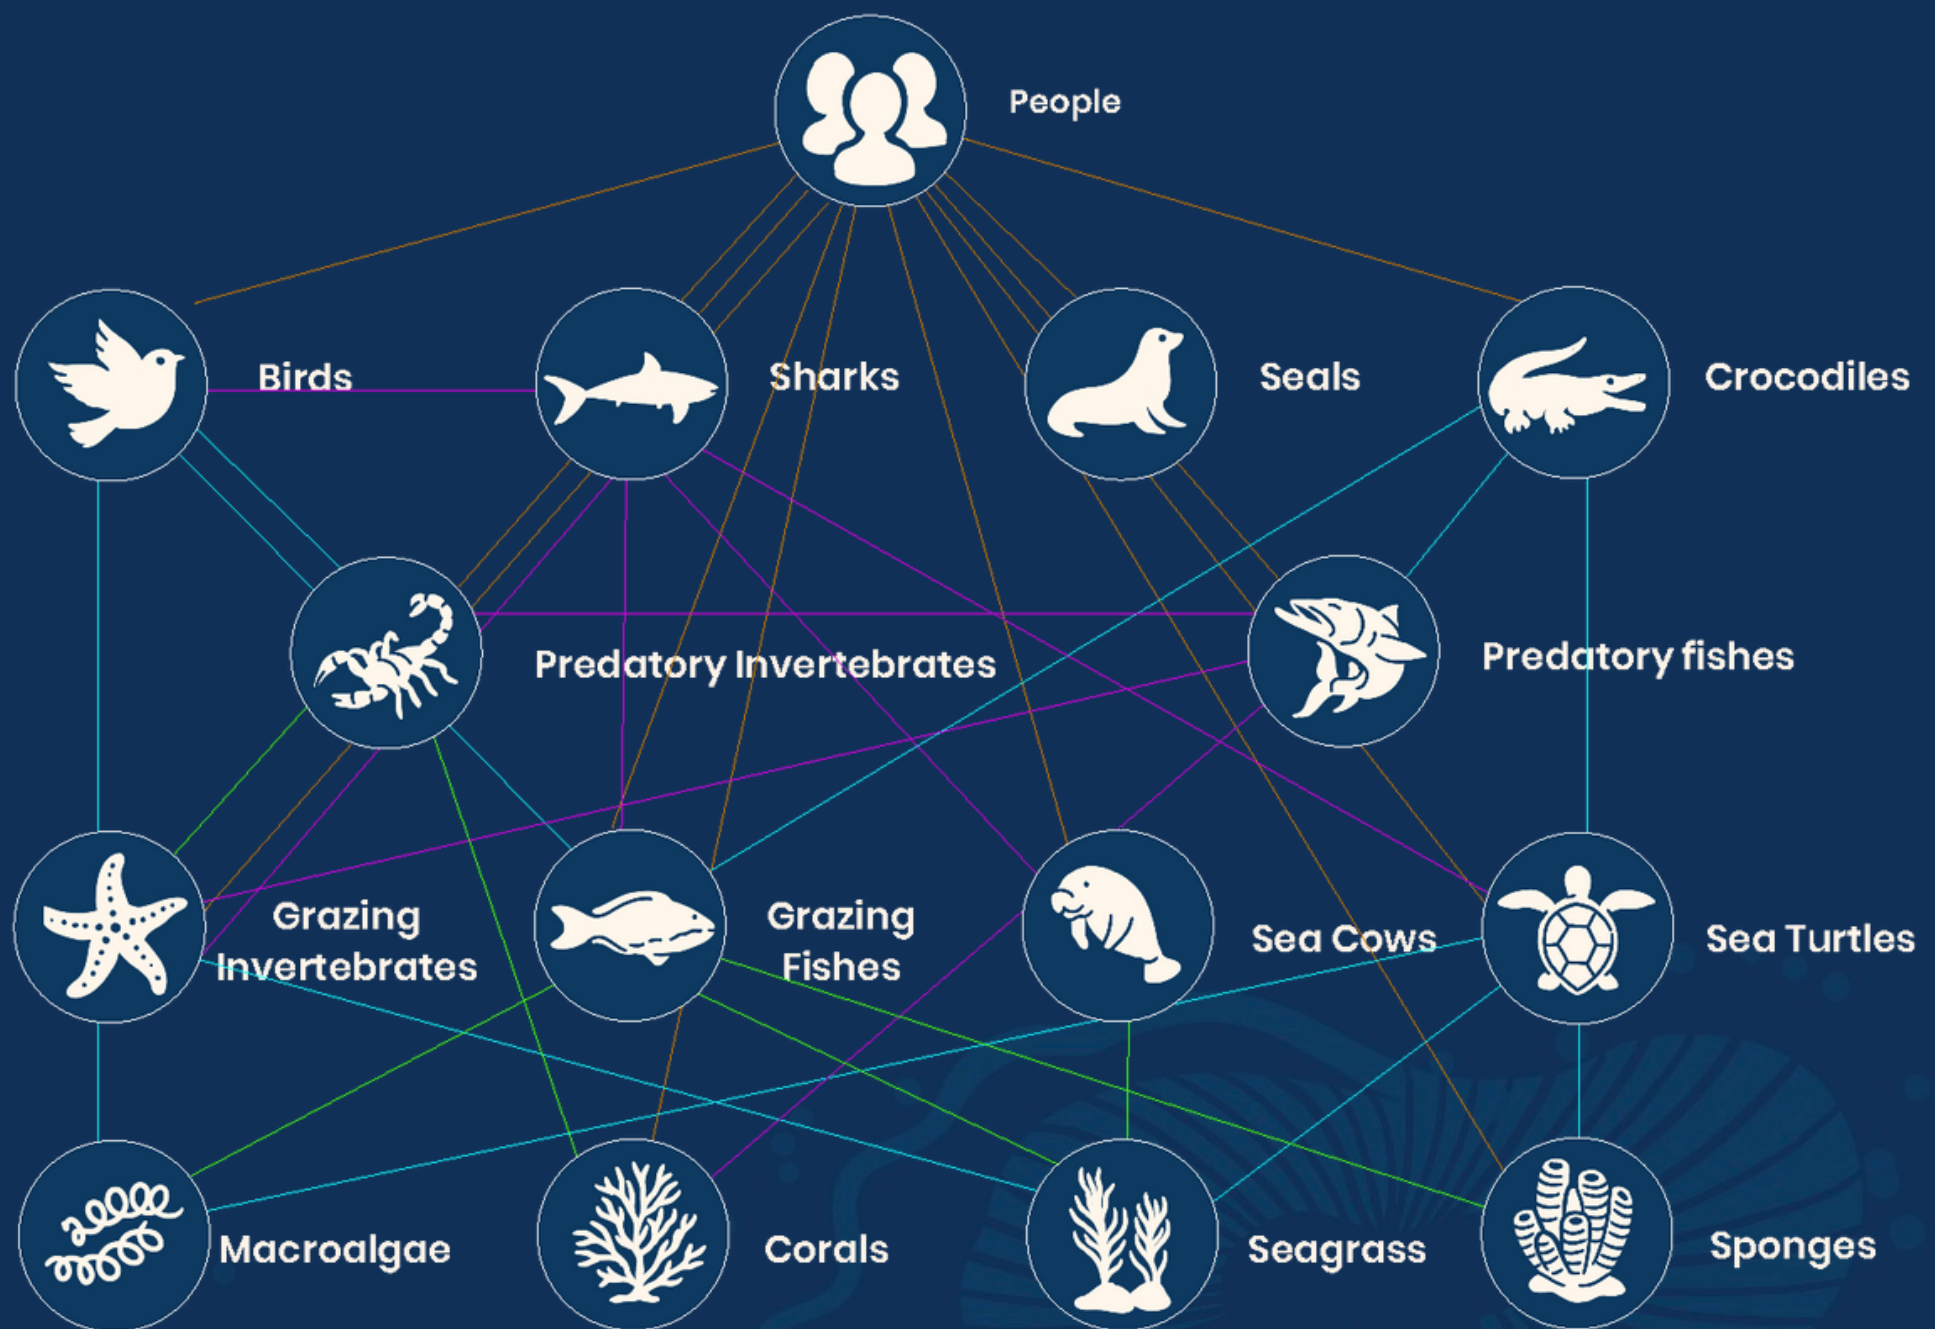 People
Birds
Sharks
Seals
Crocodiles
Predatory Invertebrates
Predatory fishes
Grazing
Invertebrates
Grazing
Fishes
Sea Cows
Sea Turtles
Macroalgae
Corals
Seagrass
Sponges